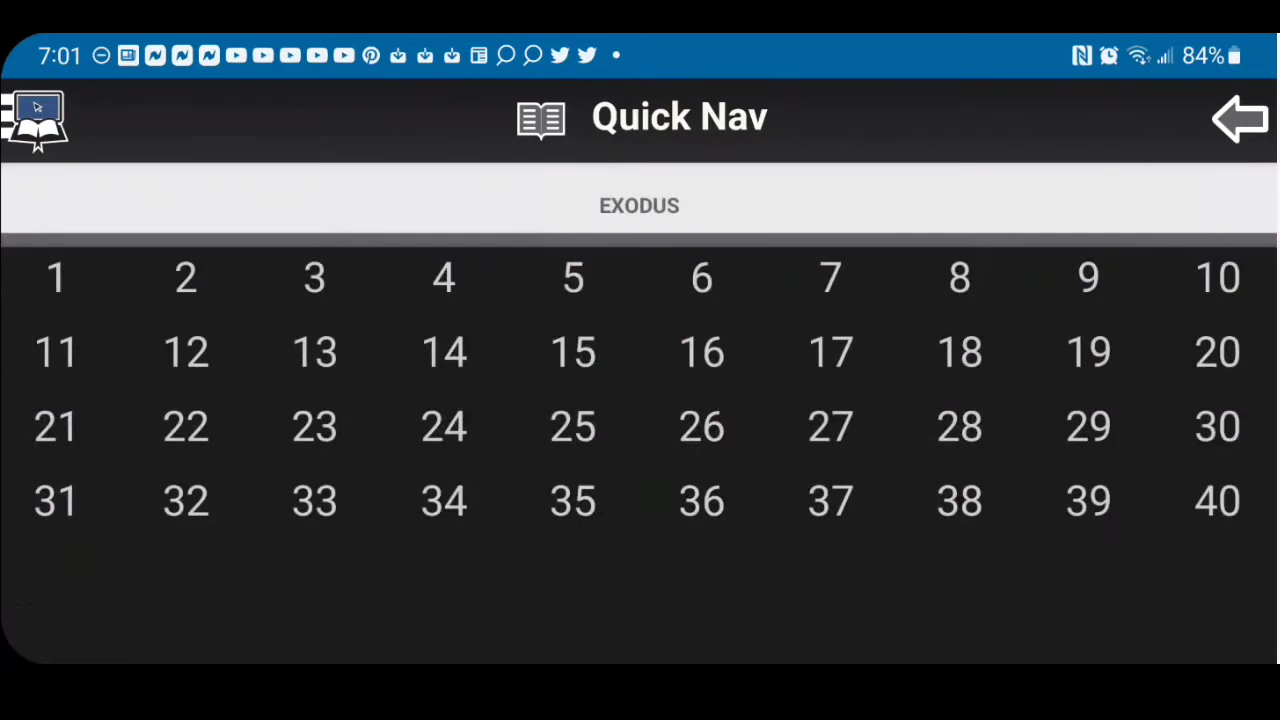 7:01 84%
Quick Nav
EXODUS
1 2 3 4 5 6 7 8 9 10
11 12 13 14 15 16 17 18 19 20
21 22 23 24 25 26 27 28 29 30
31 32 33 34 35 36 37 38 39 40